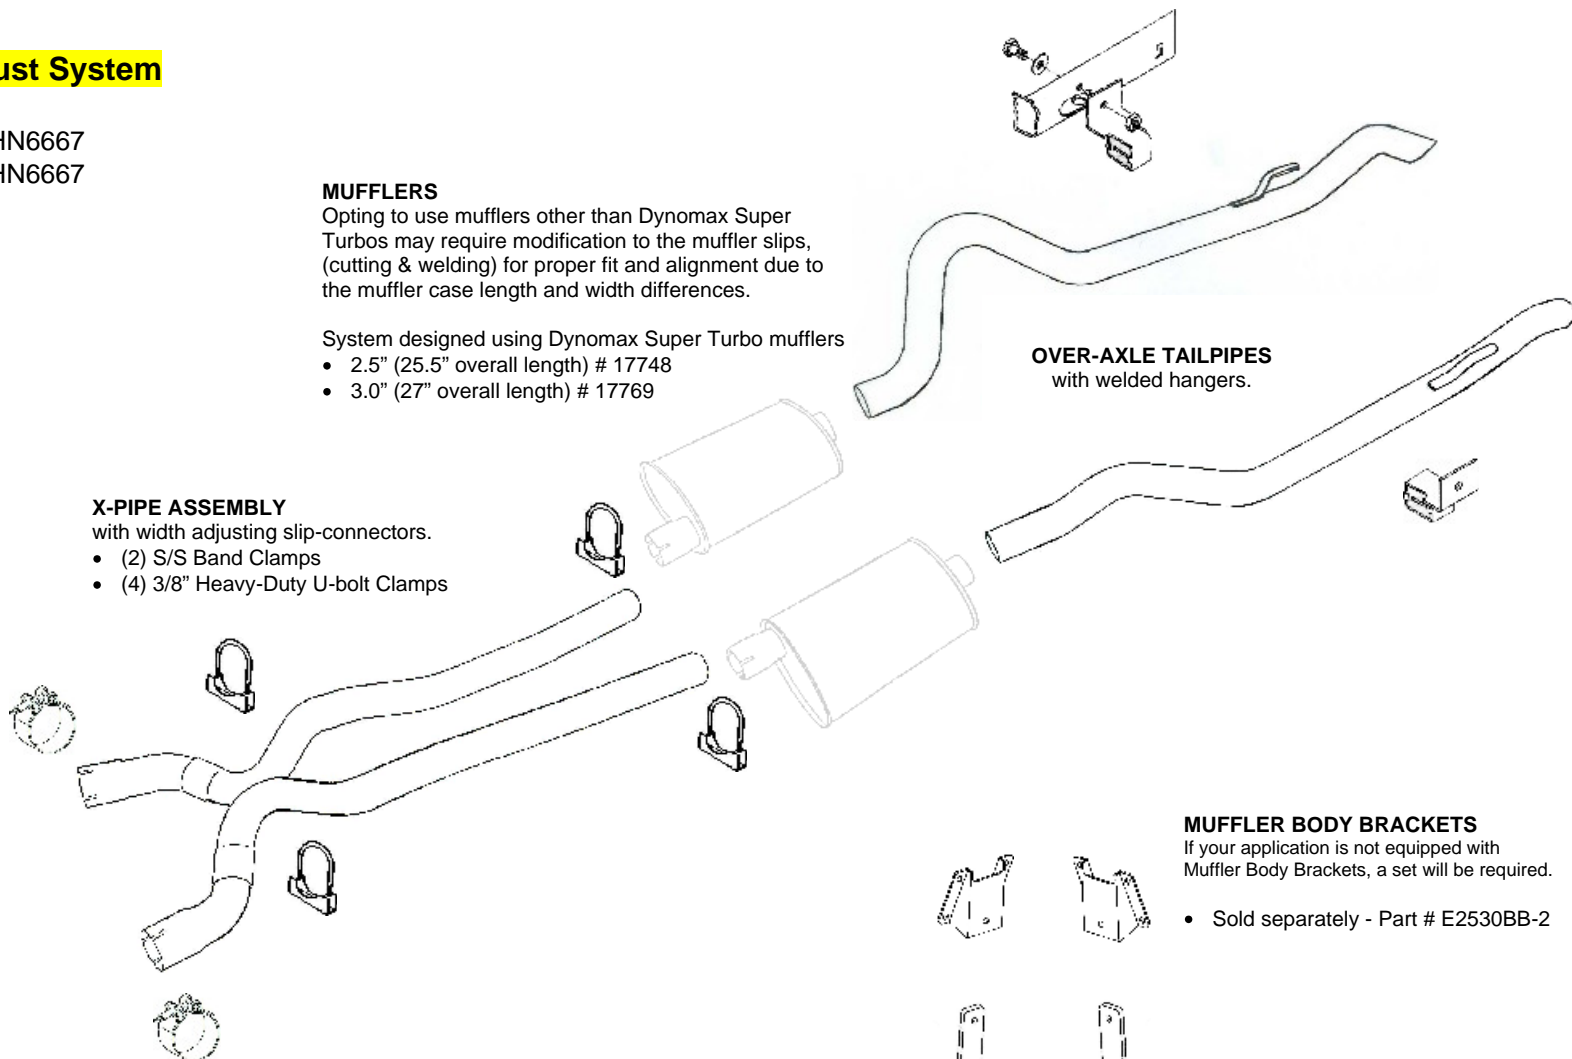 ust System
HN6667
HN6667
MUFFLERS
Opting to use mufflers other than Dynomax Super
Turbos may require modification to the muffler slips,
(cutting & welding) for proper fit and alignment due to
the muffler case length and width differences.
System designed using Dynomax Super Turbo mufflers
• 2.5” (25.5” overall length) # 17748
• 3.0” (27” overall length) # 17769
OVER-AXLE TAILPIPES
with welded hangers.
X-PIPE ASSEMBLY
with width adjusting slip-connectors.
• (2) S/S Band Clamps
• (4) 3/8” Heavy-Duty U-bolt Clamps
MUFFLER BODY BRACKETS
If your application is not equipped with
Muffler Body Brackets, a set will be required.
• Sold separately - Part # E2530BB-2